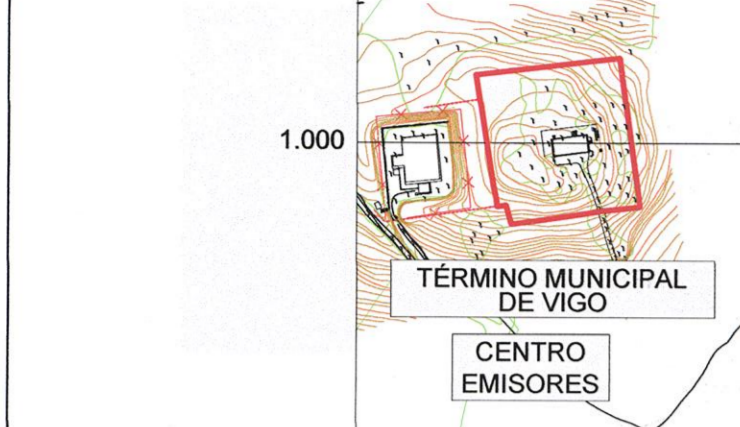 1.000
TÉRMINO MUNICIPAL
DE VIGO
CENTRO
EMISORES